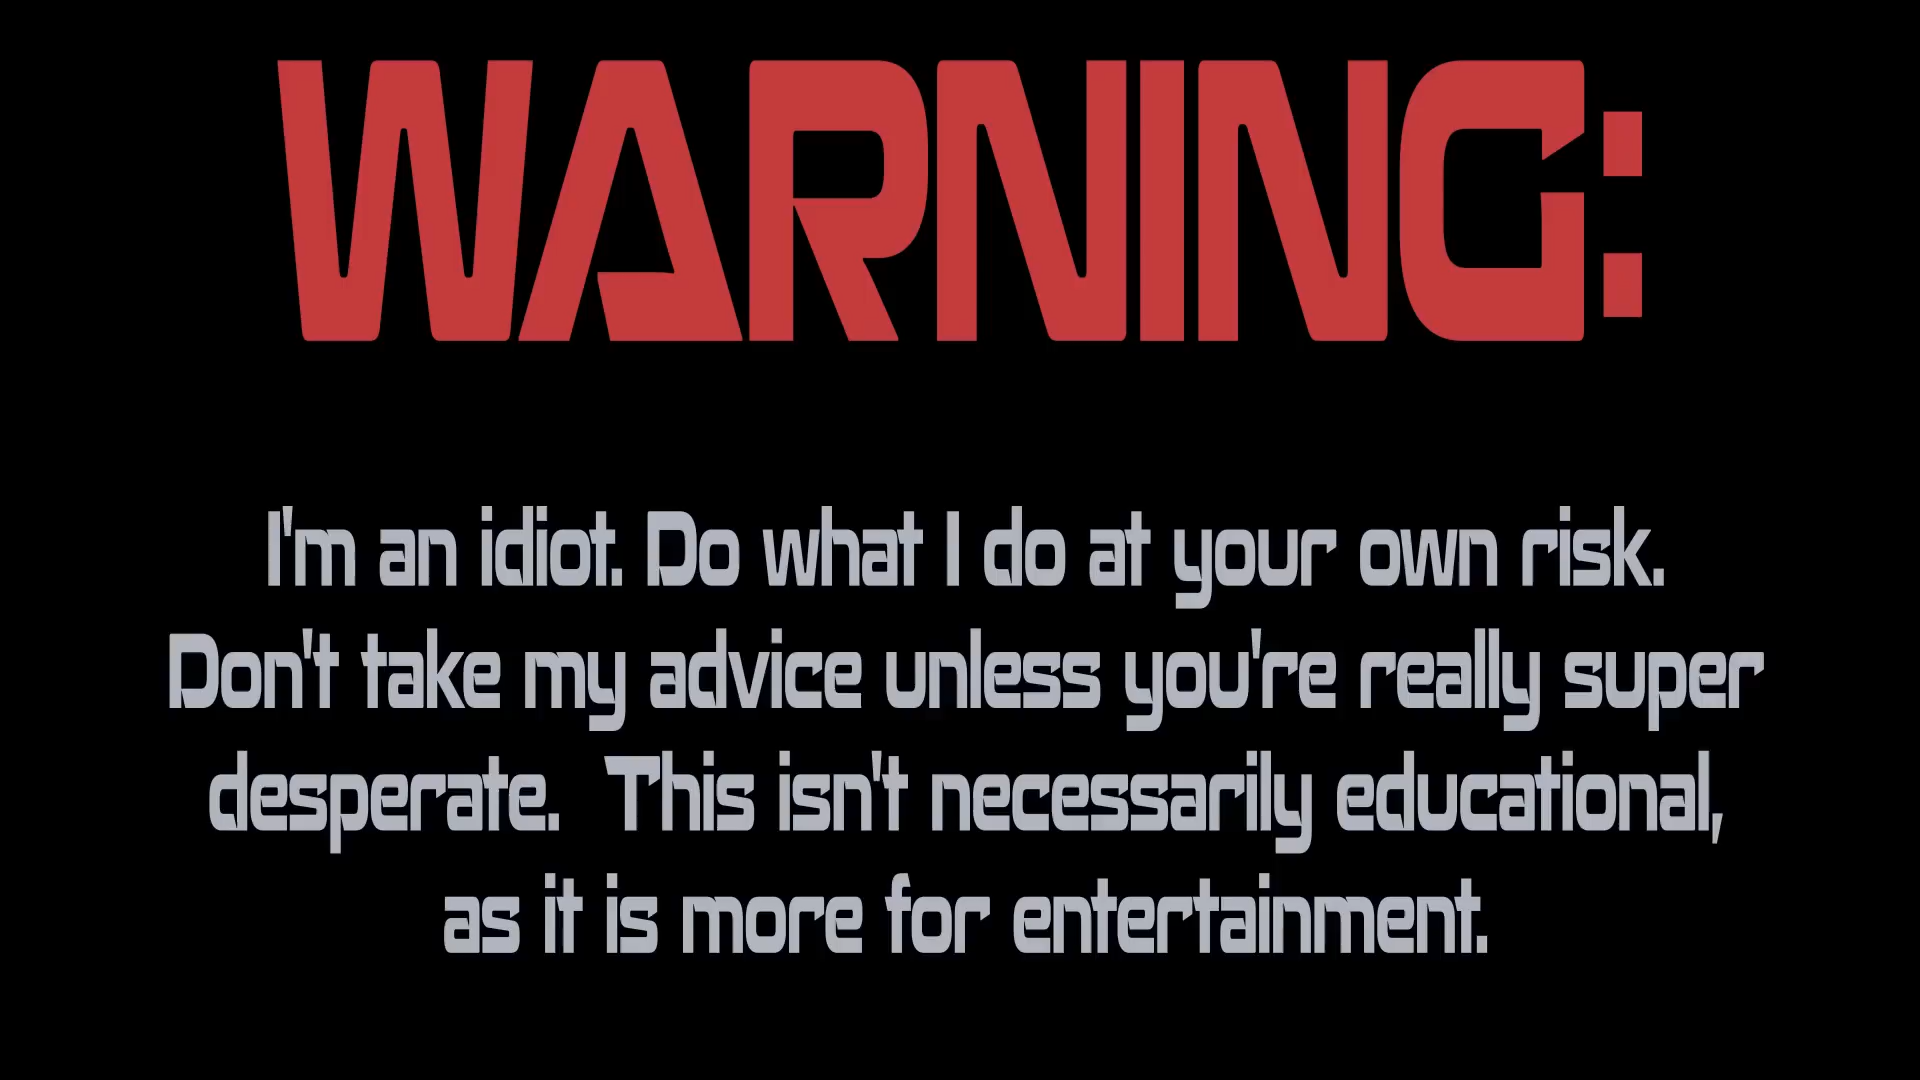 WARNING:
I'm an idiot. Do what I do at your own risk.
Don't take my advice unless you're really super
desperate.  This isn't necessarily educational,
as it is more for entertainment.